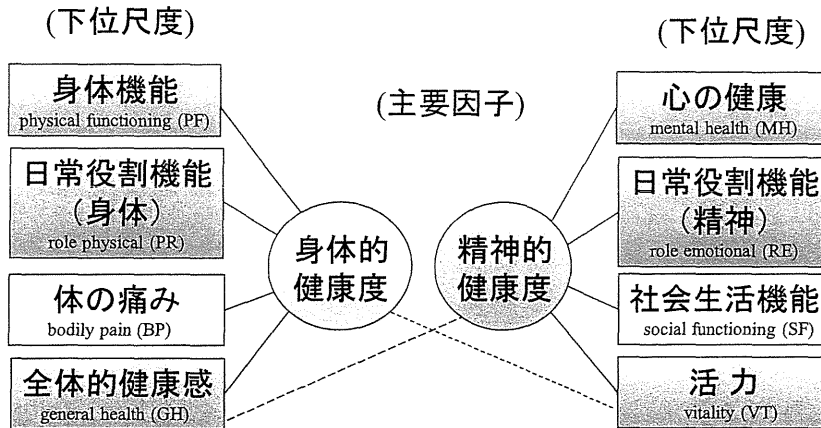 (下位尺度)
身体機能
physical functioning (PF)
日常役割機能
（身体）
role physical (PR)
体の痛み
bodily pain (BP)
全体的健康感
general health (GH)
(主要因子)
身体的
健康度
精神的
健康度
(下位尺度)
心の健康
mental health (MH)
日常役割機能
（精神）
role emotional (RE)
社会生活機能
social functioning (SF)
活力
vitality (VT)